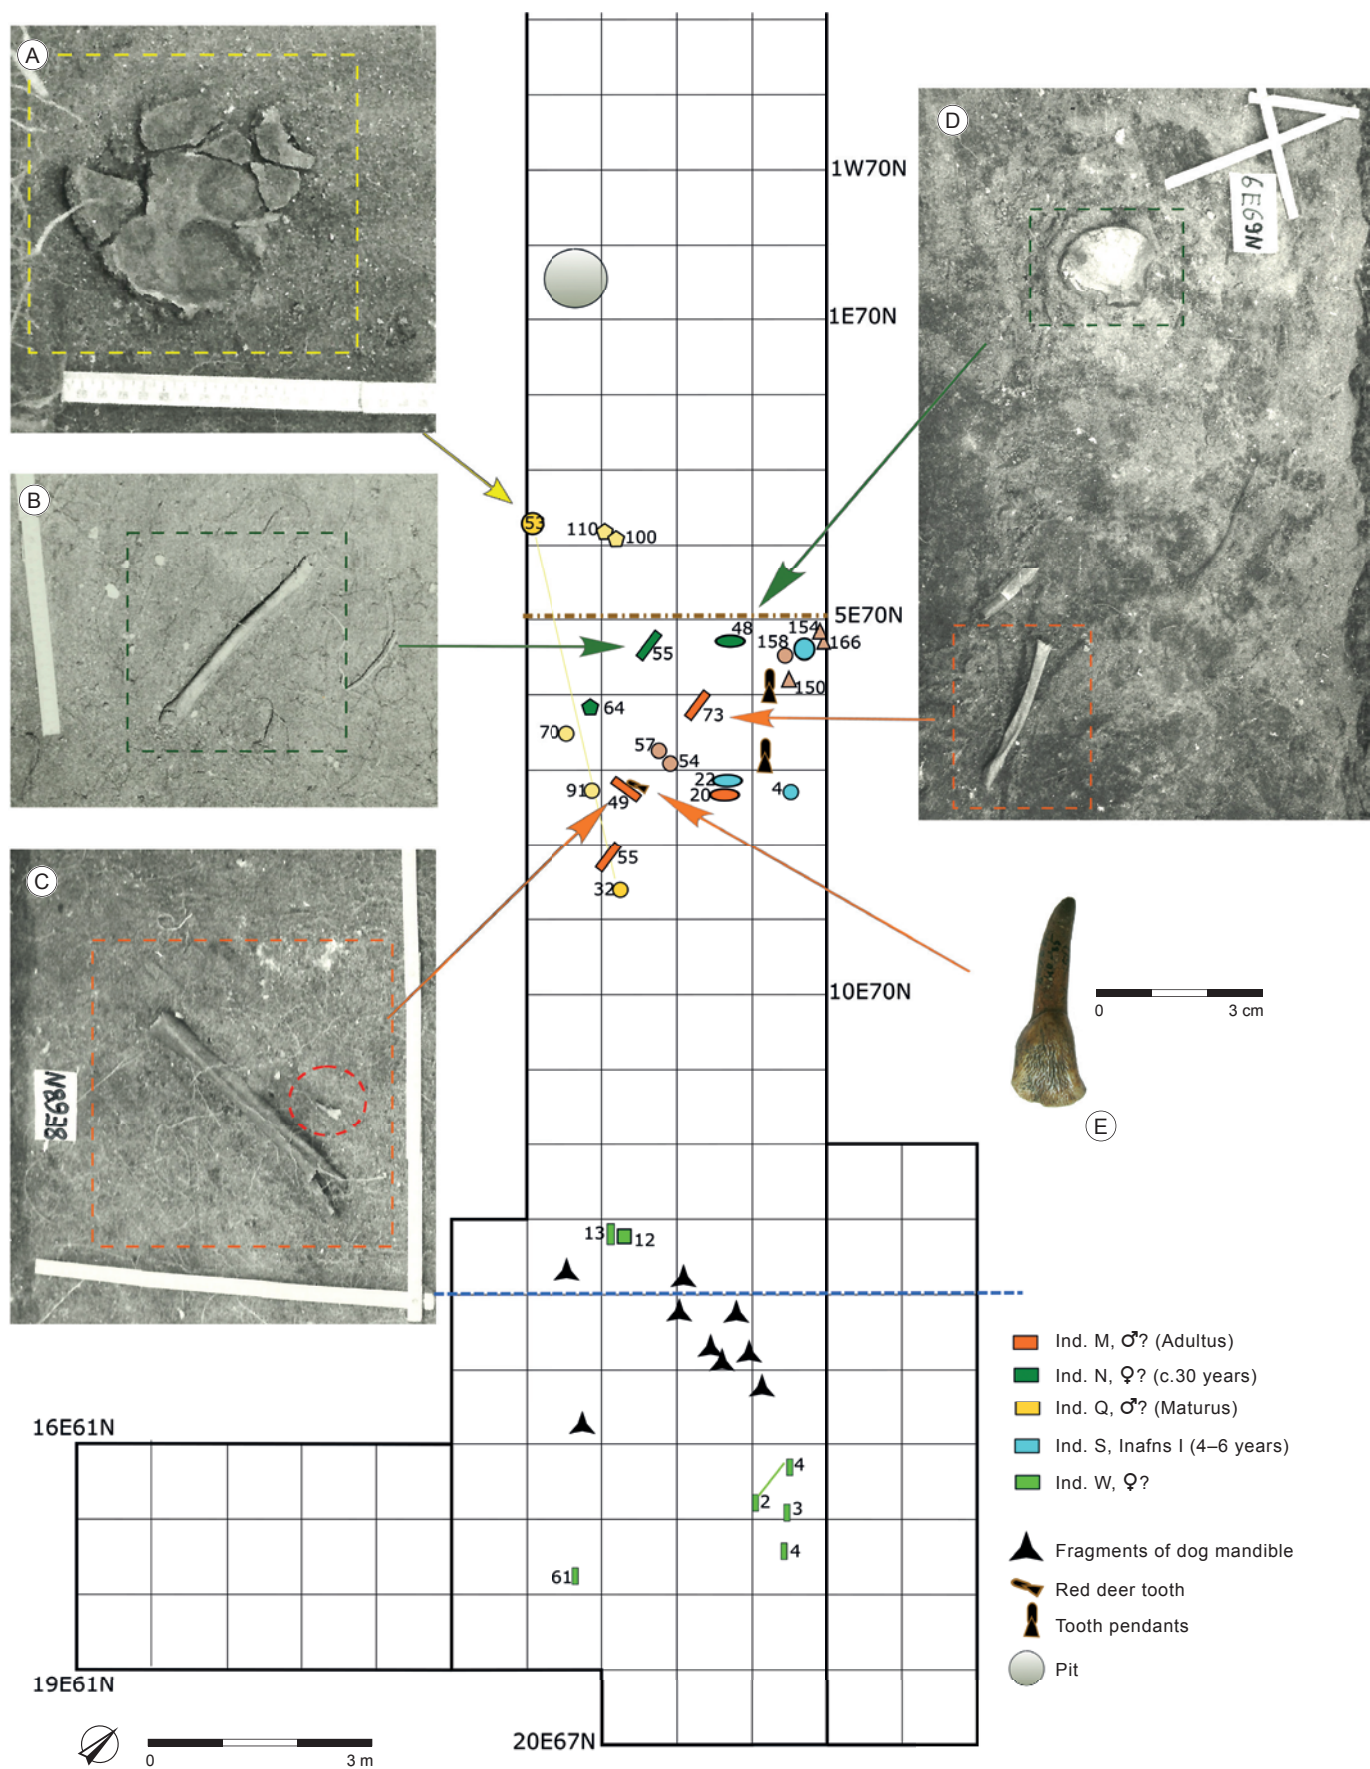 A
D
6E69N
1W70N
1E70N
B
53
110
100
5E70N
48
154
158
166
55
150
64
73
70
57
54
22
91
49
20
4
55
32
C
8E68N
10E70N
0 3 cm
E
13
12
Ind. M, ♂? (Adultus)
Ind. N, ♀? (c.30 years)
Ind. Q, ♂? (Maturus)
Ind. S, Inafns I (4–6 years)
Ind. W, ♀?
16E61N
4
2
3
4
61
Fragments of dog mandible
Red deer tooth
Tooth pendants
Pit
19E61N
20E67N
0 3 m